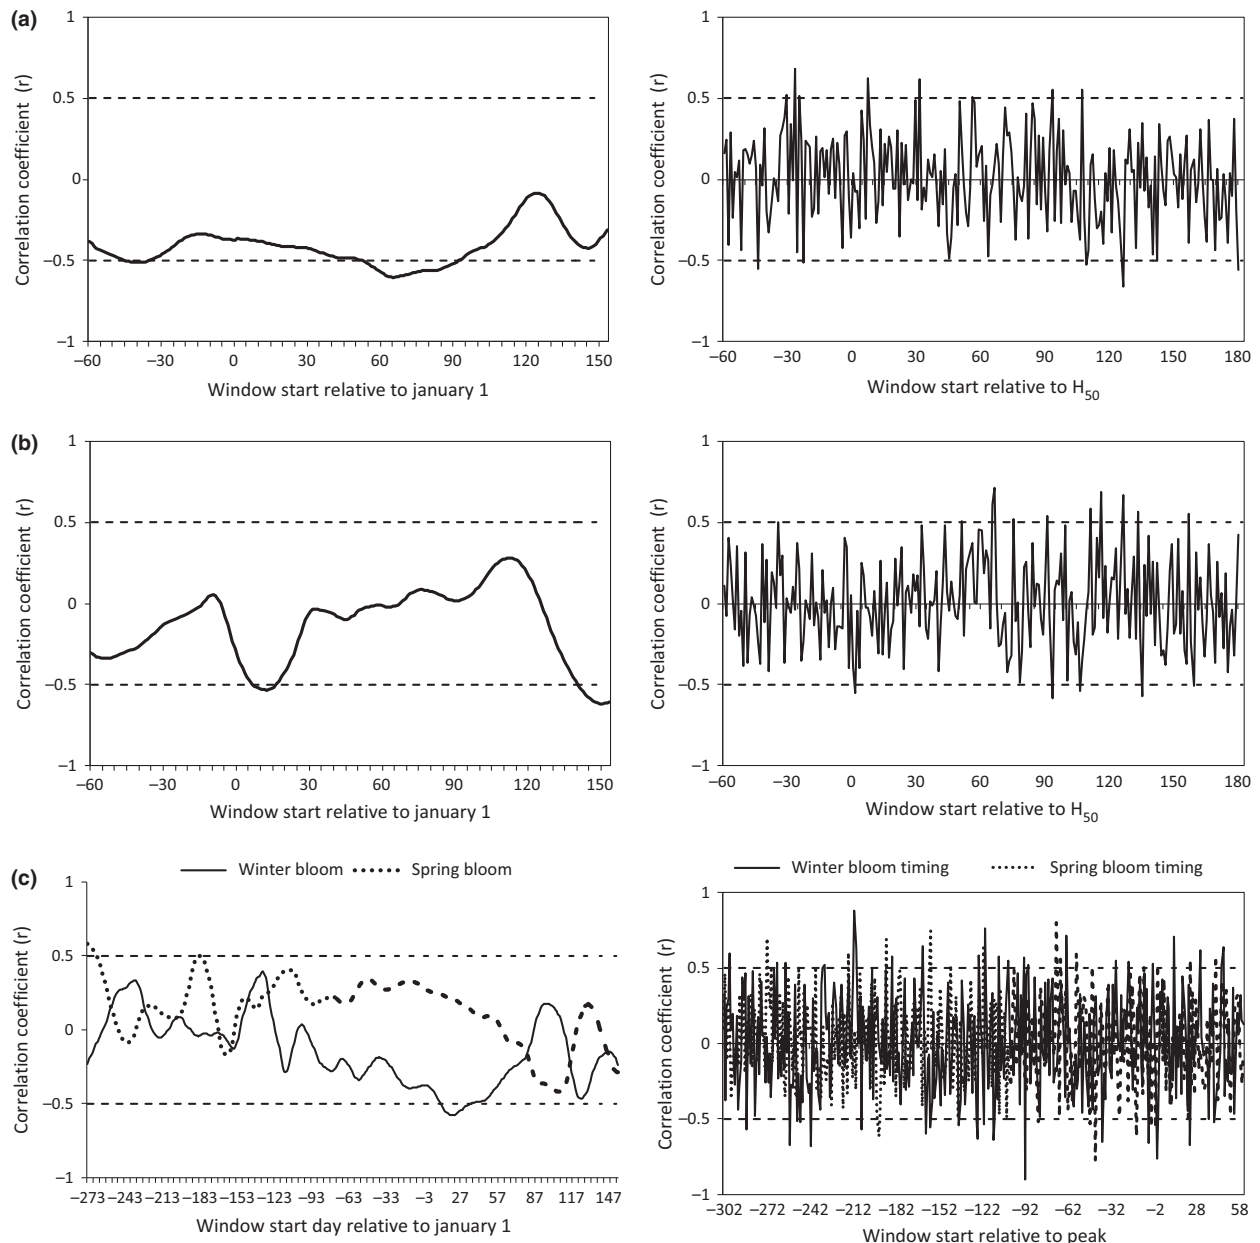 (a)
1
0.5
0
−0.5
−1
Correlation coefficient (r)
−60 −30 0 30 60 90 120 150
Window start relative to january 1
1
0.5
0
−0.5
−1
Correlation coefficient (r)
−60 −30 0 30 60 90 120 150 180
Window start relative to H50
(b)
1
0.5
0
−0.5
−1
Correlation coefficient (r)
−60 −30 0 30 60 90 120 150
Window start relative to january 1
1
0.5
0
−0.5
−1
Correlation coefficient (r)
−60 −30 0 30 60 90 120 150 180
Window start relative to H50
(c)
Winter bloom Spring bloom
1
0.5
0
−0.5
−1
Correlation coefficient (r)
−273 −243 −213 −183 −153 −123 −93 −63 −33 −3 27 57 87 117 147
Window start day relative to january 1
Winter bloom timing Spring bloom timing
1
0.5
0
−0.5
−1
Correlation coefficient (r)
−302 −272 −242 −212 −182 −152 −122 −92 −62 −32 −2 28 58
Window start relative to peak